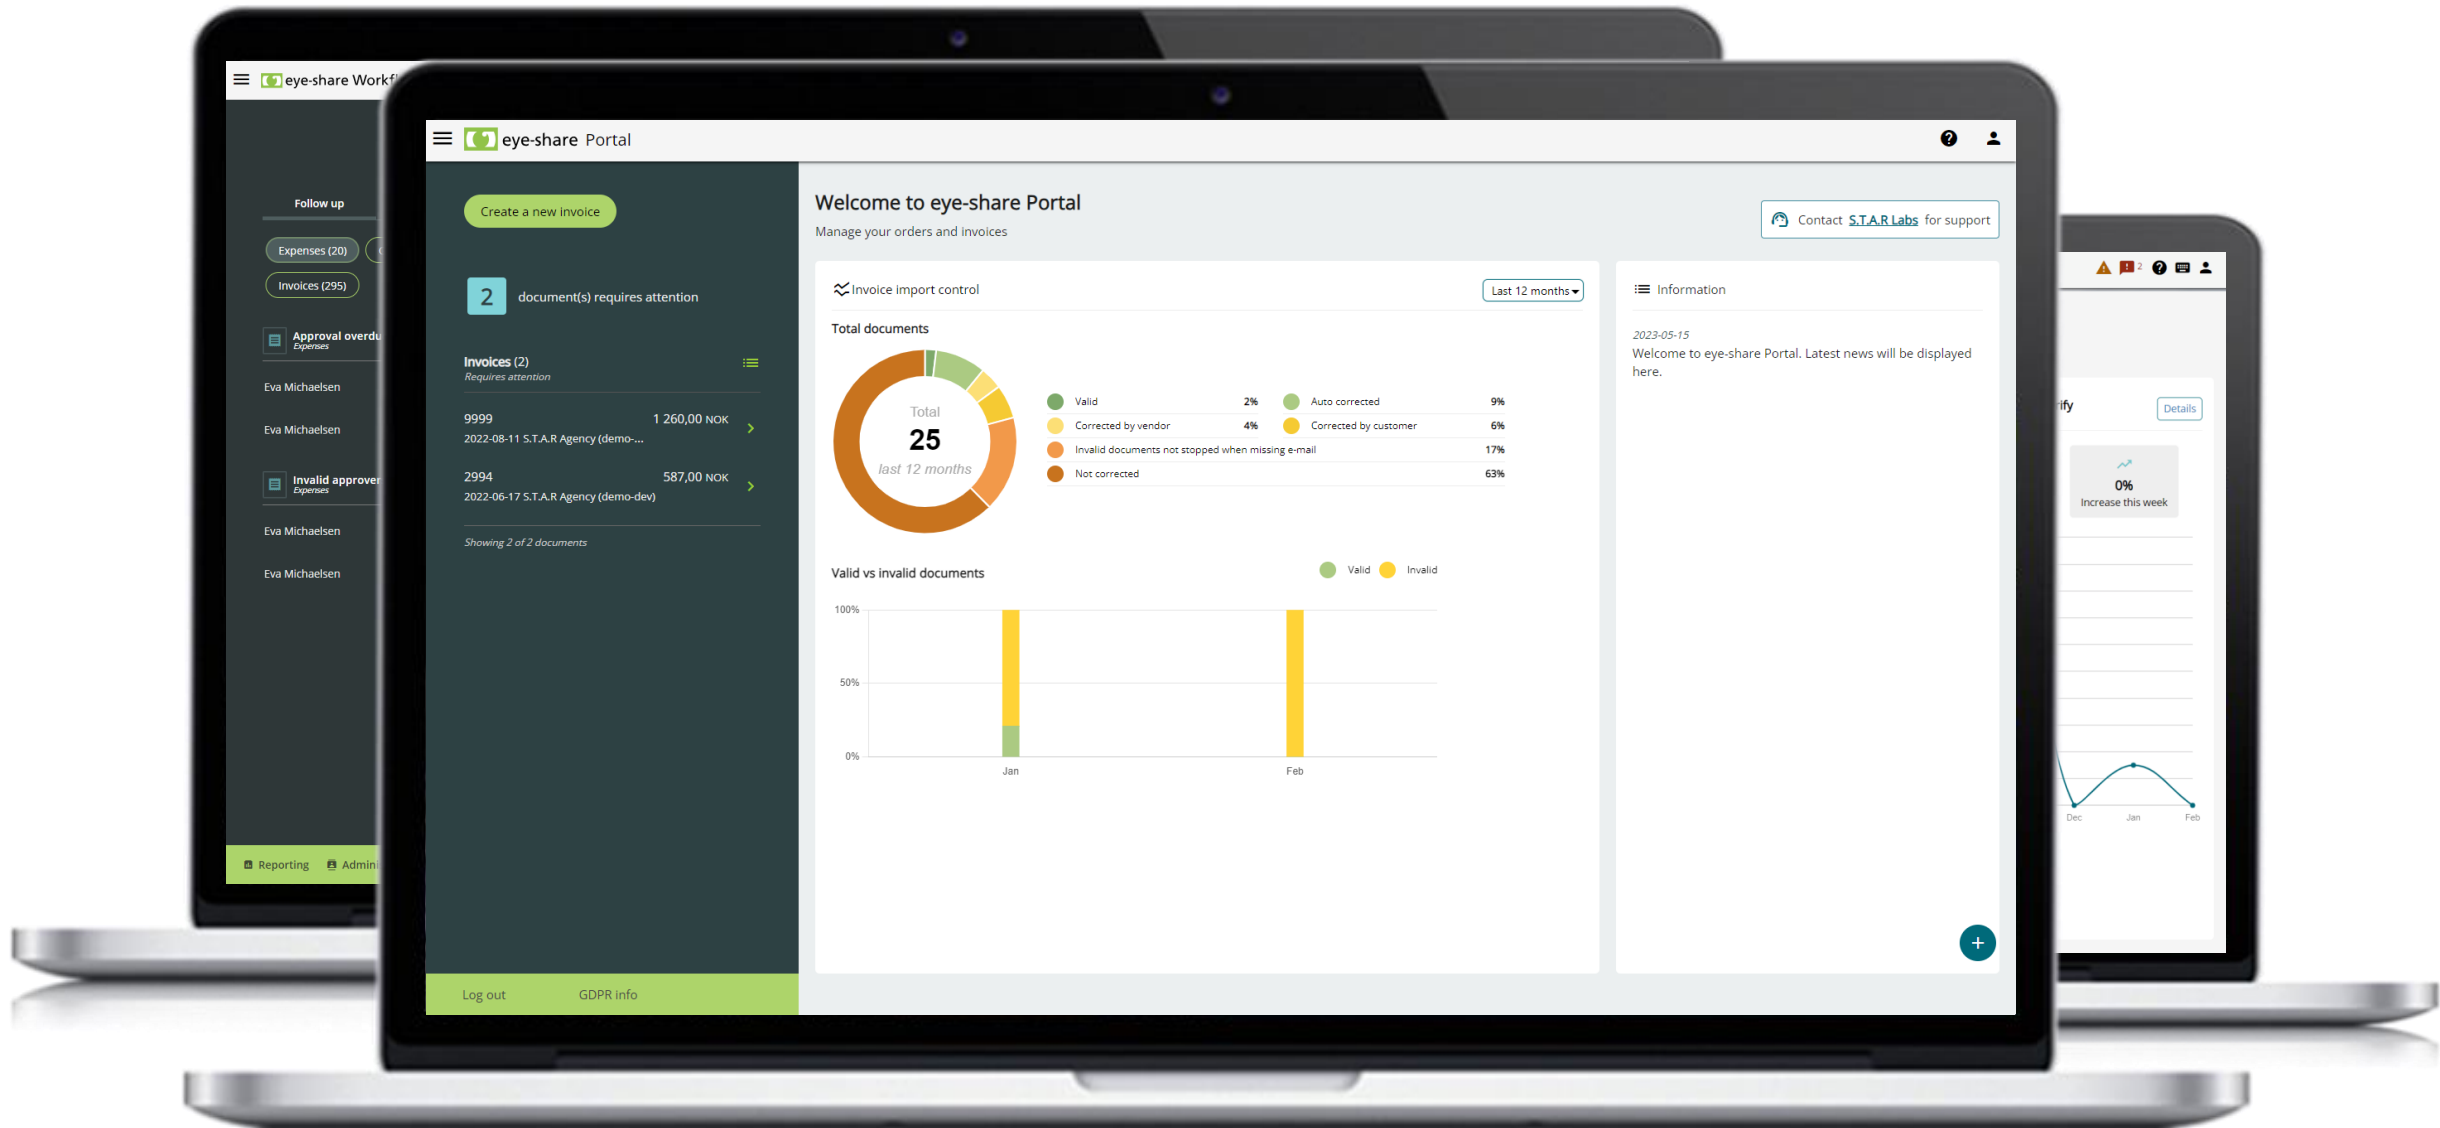 eye-share Workf
Follow up
Expenses (20)
Invoices (295)
Approval overdu
Expenses
Eva Michaelsen
Eva Michaelsen
Invalid approver
Expenses
Eva Michaelsen
Eva Michaelsen
Reporting
Admini
eye-share Portal
Create a new invoice
2 document(s) requires attention
Invoices (2)
Requires attention
9999 1 260,00 NOK
2022-08-11 S.T.A.R Agency (demo-...
2994 587,00 NOK
2022-06-17 S.T.A.R Agency (demo-dev)
Showing 2 of 2 documents
Log out GDPR info
Welcome to eye-share Portal
Manage your orders and invoices
Contact S.T.A.R Labs for support
Invoice import control
Last 12 months
Total documents
Total
25
last 12 months
Valid 2% Auto corrected 9%
Corrected by vendor 4% Corrected by customer 6%
Invalid documents not stopped when missing e-mail 17%
Not corrected 63%
Valid vs invalid documents
Valid Invalid
100%
50%
0%
Jan Feb
Information
2023-05-15
Welcome to eye-share Portal. Latest news will be displayed
here.
+
2
ify
Details
0%
Increase this week
Dec Jan Feb